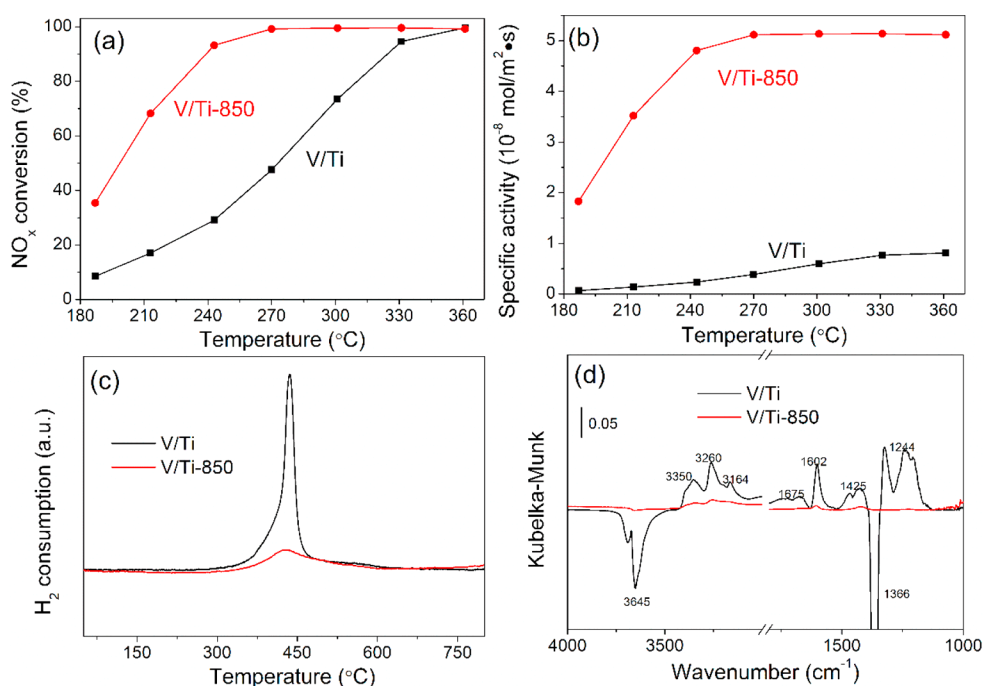 (a)
NOx conversion (%)
100
80
60
40
20
0
V/Ti-850
V/Ti
180 210 240 270 300 330 360
Temperature (°C)
(b)
Specific activity (10⁻⁸ mol/m²•s)
5
4
3
2
1
0
V/Ti-850
V/Ti
180 210 240 270 300 330 360
Temperature (°C)
(c)
H₂ consumption (a.u.)
V/Ti
V/Ti-850
150 300 450 600 750
Temperature (°C)
(d)
Kubelka-Munk
0.05
V/Ti
V/Ti-850
3350
3260
3164
3645
1675
1602
1425
1244
1366
4000 3500 1500 1000
Wavenumber (cm⁻¹)